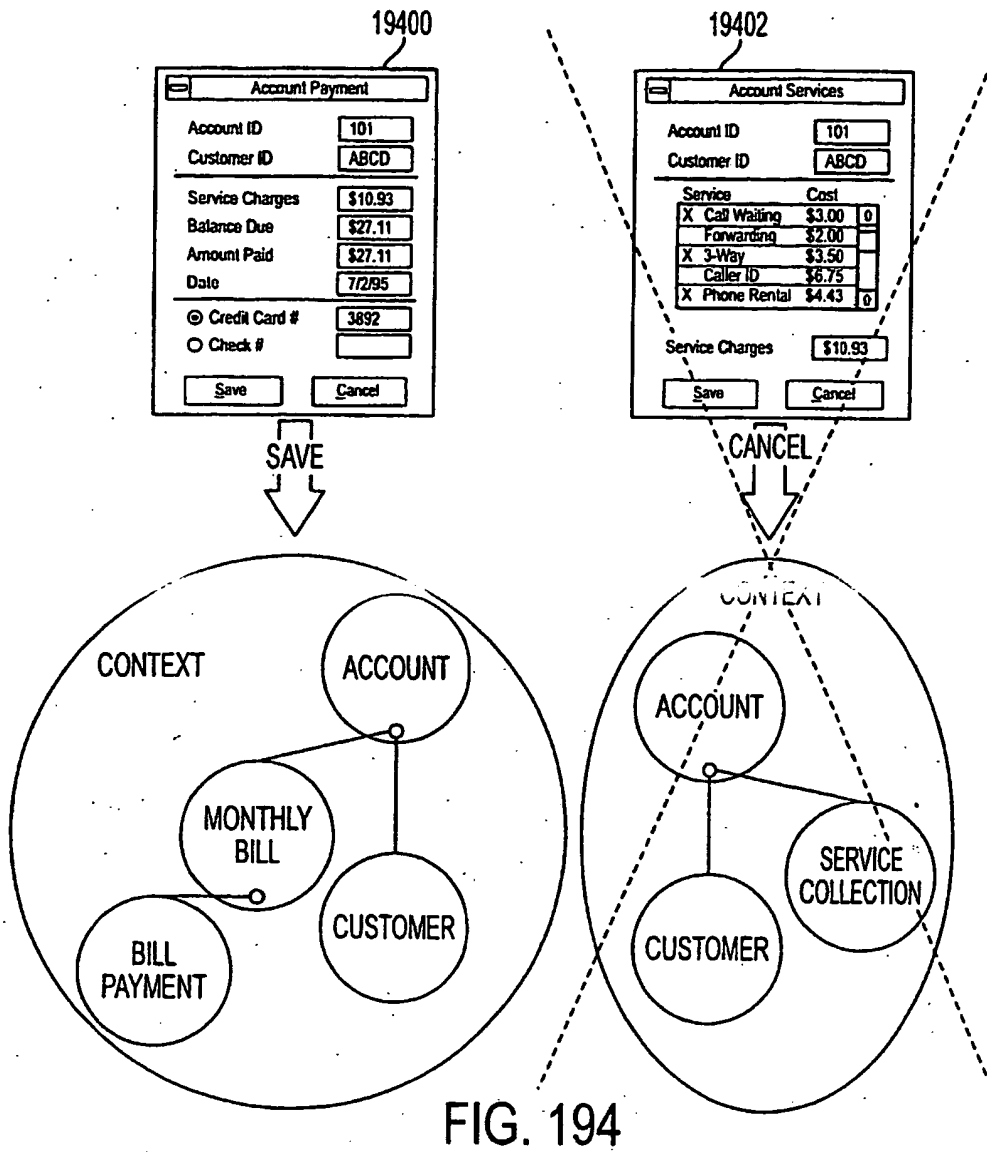 19400
Account Payment
Account ID 101
Customer ID ABCD
Service Charges $10.93
Balance Due $27.11
Amount Paid $27.11
Date 7/2/95
Credit Card # 3892
Check #
Save Cancel
SAVE
CONTEXT
ACCOUNT
MONTHLY
BILL
CUSTOMER
BILL
PAYMENT
19402
Account Services
Account ID 101
Customer ID ABCD
Service Cost
X Call Waiting $3.00
Forwarding $2.00
X 3-Way $3.50
Caller ID $6.75
X Phone Rental $4.43
Service Charges $10.93
Save Cancel
CANCEL
CONTEXT
ACCOUNT
SERVICE
COLLECTION
CUSTOMER
FIG. 194